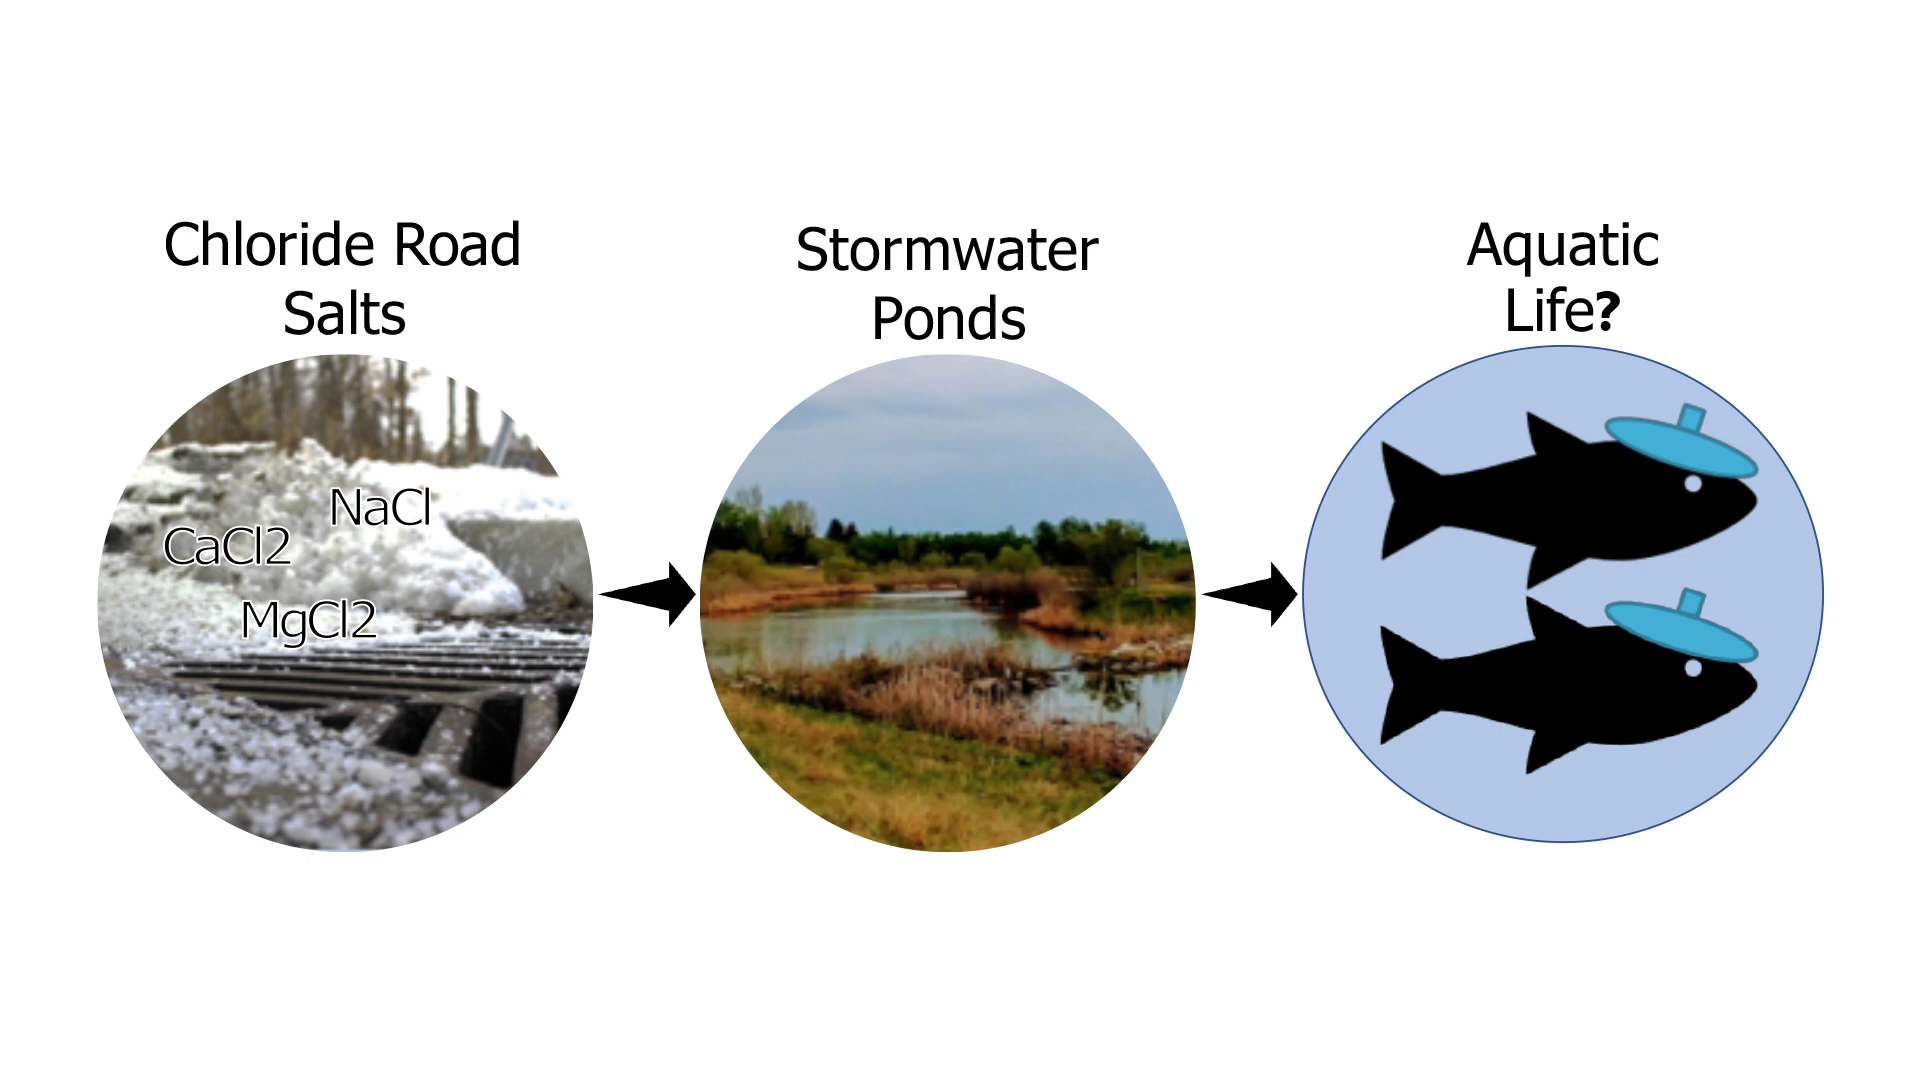 Chloride Road
Salts
Stormwater
Ponds
Aquatic
Life?
NaCl
CaCl2
MgCl2